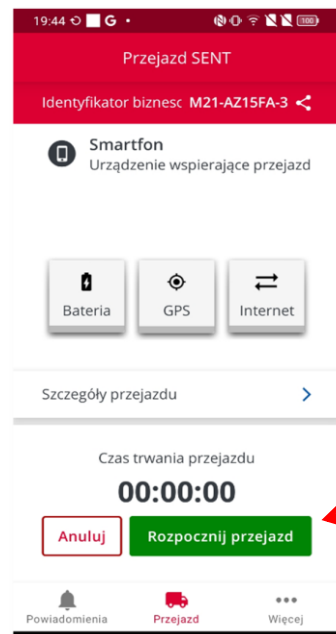 19:44 G
100
Przejazd SENT
Identyfikator biznesc M21-AZ15FA-3
Smartfon
Urządzenie wspierające przejazd
Bateria GPS Internet
Szczegóły przejazdu
Czas trwania przejazdu
00:00:00
Anuluj Rozpocznij przejazd
Powiadomienia Przejazd Więcej